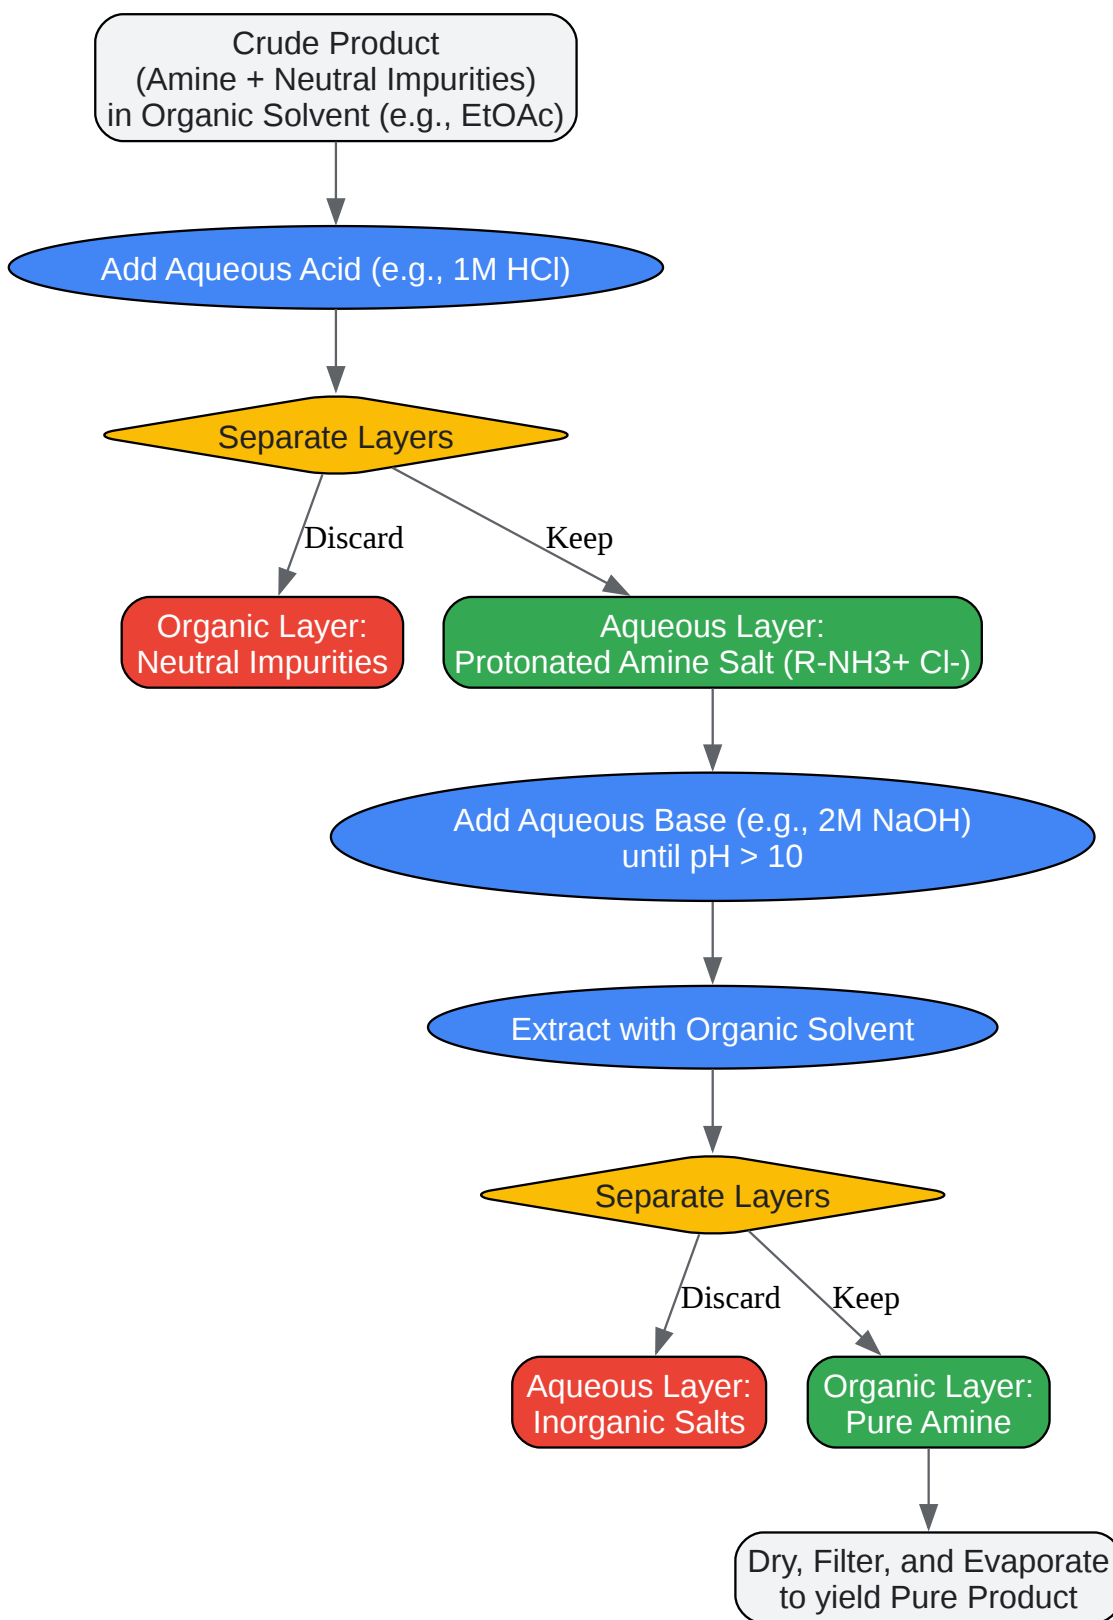 Crude Product
(Amine + Neutral Impurities)
in Organic Solvent (e.g., EtOAc)
Add Aqueous Acid (e.g., 1M HCl)
Separate Layers
Discard
Keep
Organic Layer:
Neutral Impurities
Aqueous Layer:
Protonated Amine Salt (R-NH3+ Cl-)
Add Aqueous Base (e.g., 2M NaOH)
until pH > 10
Extract with Organic Solvent
Separate Layers
Discard
Keep
Aqueous Layer:
Inorganic Salts
Organic Layer:
Pure Amine
Dry, Filter, and Evaporate
to yield Pure Product